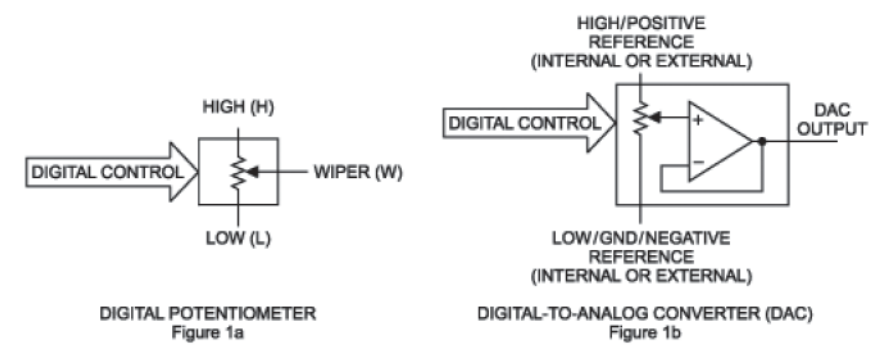 HIGH (H)
DIGITAL CONTROL
WIPER (W)
LOW (L)
DIGITAL POTENTIOMETER
Figure 1a
HIGH/POSITIVE
REFERENCE
(INTERNAL OR EXTERNAL)
DIGITAL CONTROL
+
−
DAC
OUTPUT
LOW/GND/NEGATIVE
REFERENCE
(INTERNAL OR EXTERNAL)
DIGITAL-TO-ANALOG CONVERTER (DAC)
Figure 1b